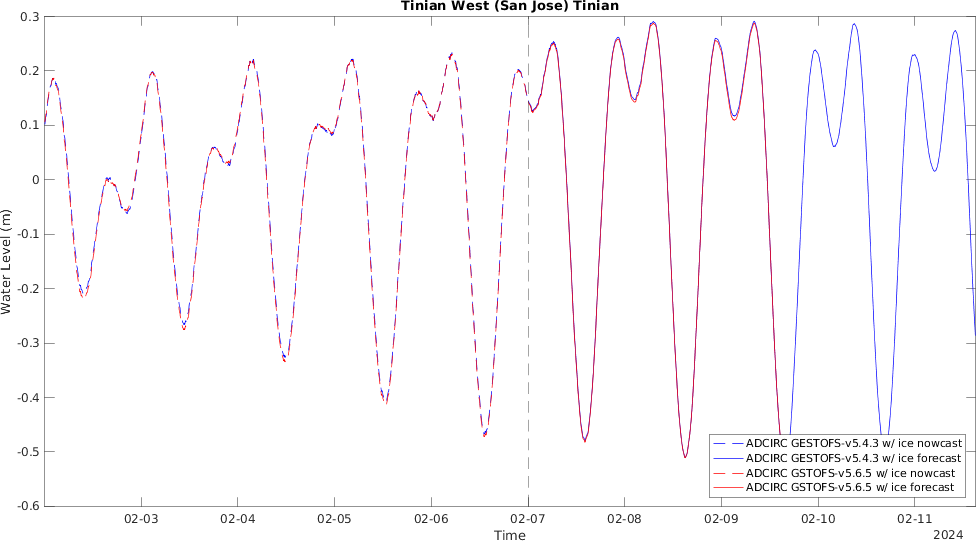 Tinian West (San Jose) Tinian
0.3
0.2
0.1
0
-0.1
-0.2
-0.3
-0.4
-0.5
-0.6
Water Level (m)
ADCIRC GESTOFS-v5.4.3 w/ ice nowcast
ADCIRC GESTOFS-v5.4.3 w/ ice forecast
ADCIRC GSTOFS-v5.6.5 w/ ice nowcast
ADCIRC GSTOFS-v5.6.5 w/ ice forecast
02-03 02-04 02-05 02-06 02-07 02-08 02-09 02-10 02-11
Time
2024